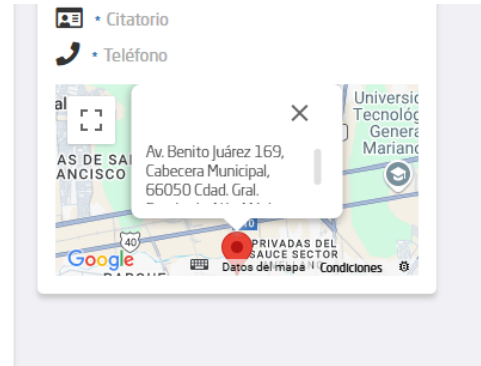 * Citatorio
* Teléfono
al
Universid
Tecnológ
Genera
Mariano
AS DE SA
ANCISCO
Av. Benito Juárez 169,
Cabecera Municipal,
66050 Cdad. Gral.
40
PRIVADAS DEL
SAUCE SECTOR
Google
Datos del mapa
Condiciones